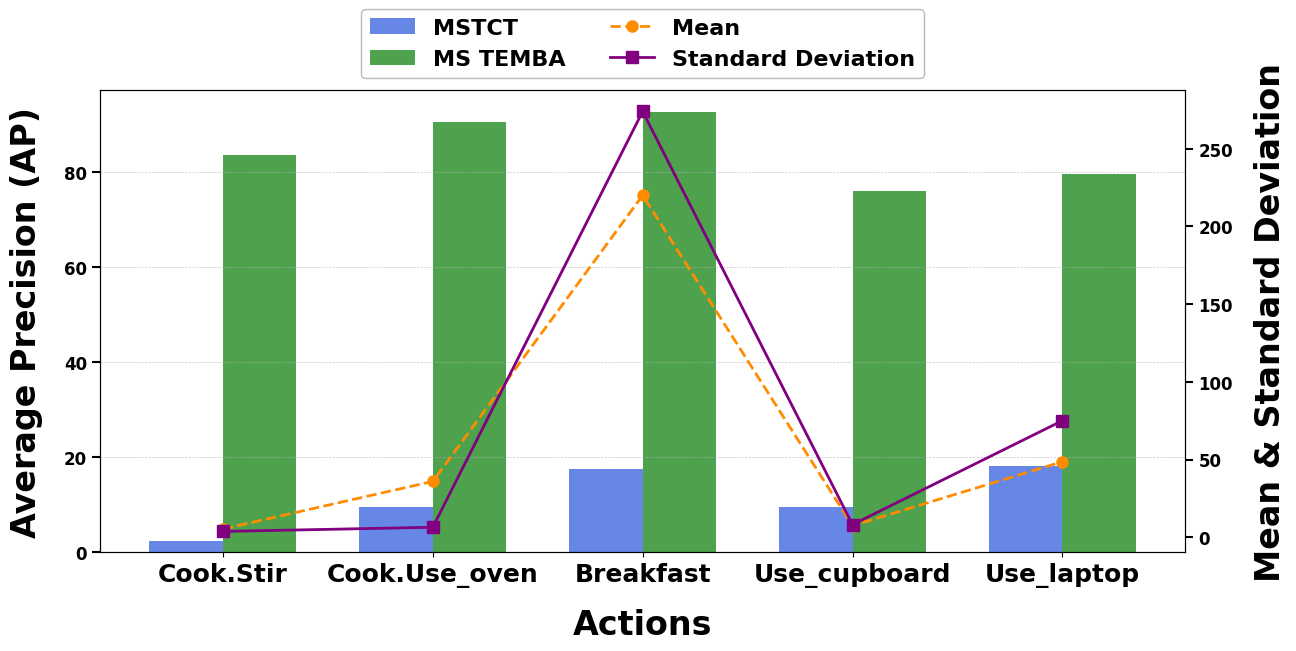 MSTCT
MS TEMBA
Mean
Standard Deviation
Average Precision (AP)
80
60
40
20
0
250
200
150
100
50
0
Mean & Standard Deviation
Cook.Stir
Cook.Use_oven
Breakfast
Use_cupboard
Use_laptop
Actions